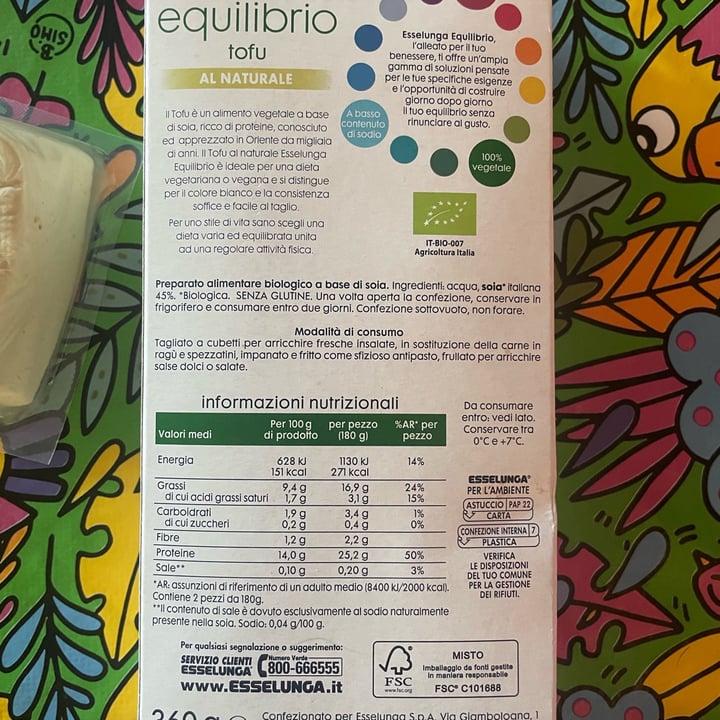 equilibrio
tofu
AL NATURALE
Il Tofu è un alimento vegetale a base
di soia, ricco di proteine, conosciuto
ed apprezzato in Oriente da migliaia
di anni. Il Tofu al naturale Esselunga
Equilibrio è ideale per una dieta
vegetariana o vegana e si distingue
per il colore bianco e la consistenza
soffice e facile al taglio.
Per uno stile di vita sano scegli una
dieta varia ed equilibrata unita
ad una regolare attività fisica.
Esselunga Equilibrio,
l'alleato per il tuo
benessere, ti offre un'ampia
gamma di soluzioni pensate
per le tue specifiche esigenze
e l'opportunità di costruire
giorno dopo giorno
il tuo equilibrio senza
rinunciare al gusto.
A basso
contenuto
di sodio
100%
vegetale
IT-BIO-007
Agricoltura Italia
Preparato alimentare biologico a base di soia. Ingredienti: acqua, soia* italiana
45%. *Biologica. SENZA GLUTINE. Una volta aperta la confezione, conservare in
frigorifero e consumare entro due giorni. Confezione sottovuoto, non forare.
Modalità di consumo
Tagliato a cubetti per arricchire fresche insalate, in sostituzione della carne in
ragù e spezzatini, impanato e fritto come sfizioso antipasto, frullato per arricchire
salse dolci o salate.
informazioni nutrizionali
Valori medi Per 100 g di prodotto per pezzo (180 g) %AR* per pezzo
Energia 628 kJ 1130 kJ 14%
151 kcal 271 kcal
Grassi 9,4 g 16,9 g 24%
di cui acidi grassi saturi 1,7 g 3,1 g 15%
Carboidrati 1,9 g 3,4 g 1%
di cui zuccheri 0,2 g 0,4 g 0%
Fibre 1,2 g 2,2 g
Proteine 14,0 g 25,2 g 50%
Sale** 0,10 g 0,20 g 3%
*AR: assunzioni di riferimento di un adulto medio (8400 kJ/2000 kcal).
Contiene 2 pezzi da 180g.
**Il contenuto di sale è dovuto esclusivamente al sodio naturalmente
presente nella soia. Sodio: 0,04 g/100 g.
Da consumare
entro: vedi lato.
Conservare tra
0°C e +7°C.
ESSELUNGA
PER L'AMBIENTE
ASTUCCIO PAP 22
CARTA
CONFEZIONE INTERNA 7
PLASTICA
VERIFICA
LE DISPOSIZIONI
DEL TUO COMUNE
PER LA GESTIONE
DEI RIFIUTI.
Per qualsiasi segnalazione o suggerimento:
SERVIZIO CLIENTI
ESSELUNGA
Numero Verde
800-666555
www.ESSELUNGA.it
FSC
www.fsc.org
MISTO
Imballaggio da fonti gestite
in maniera responsabile
FSC® C101688
360 g
Confezionato per Esselunga S.p.A. Via Giambologna, 1